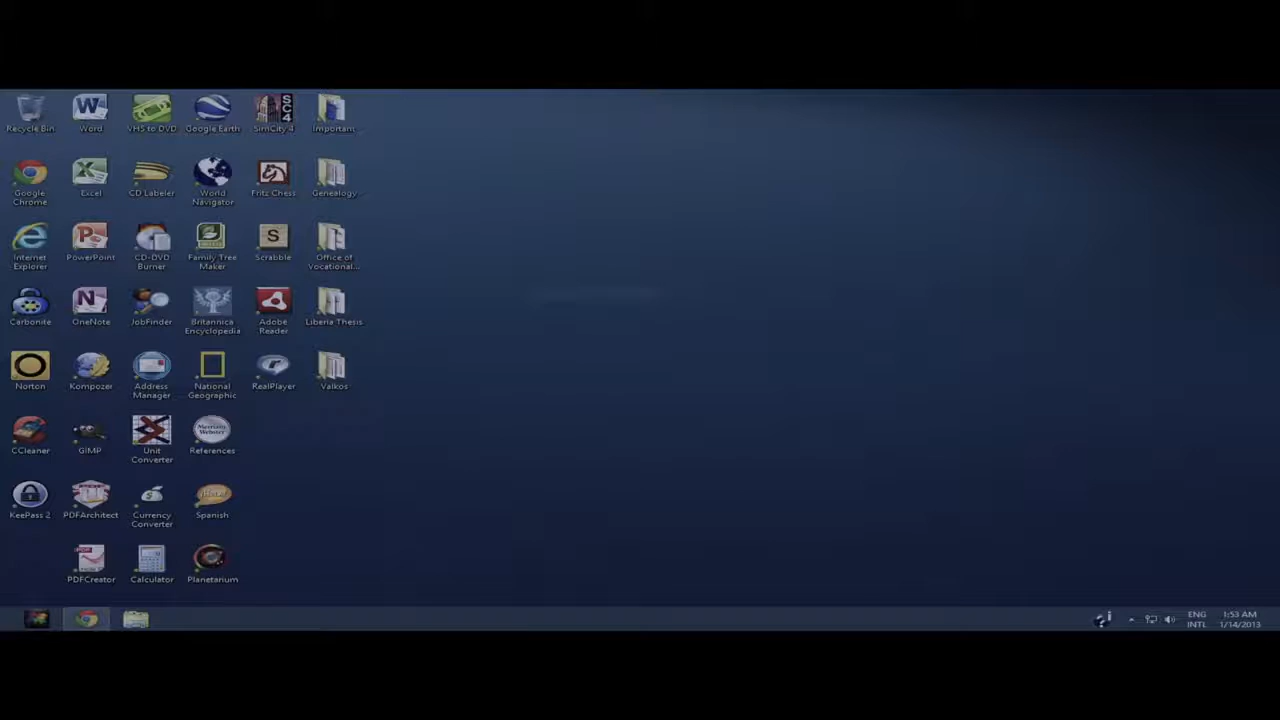 Recycle Bin
Word
VHS to DVD
Google Earth
SimCity 4
Importam...
Google
Chrome
Excel
CD Labeler
World
Navigator
Fritz Chess
Genealogy
Internet
Explorer
PowerPoint
CD-DVD
Burner
Family Tree
Maker
Scrabble
Office of
Vocational...
Carbonite
OneNote
JobFinder
Britannica
Encyclopedia
Adobe
Reader
Liberia Thesis
Norton
Kompozer
Address
Manager
National
Geographic
RealPlayer
Valkos
CCleaner
GIMP
Unit
Converter
Merriam
Webster
References
KeePass 2
PDFArchitect
Currency
Converter
Spanish
PDFCreator
Calculator
Planetarium
ENG
INTL
1:53 AM
1/14/2013